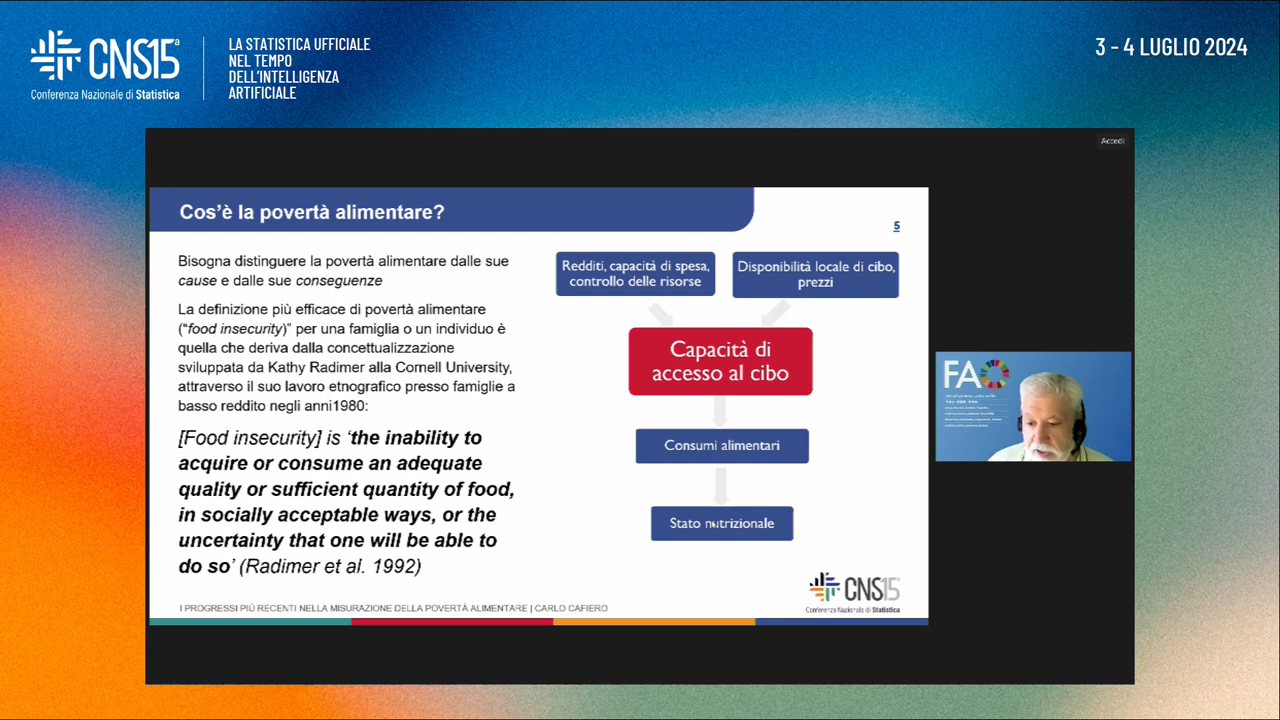 CNS15ª
Conferenza Nazionale di Statistica
LA STATISTICA UFFICIALE
NEL TEMPO
DELL'INTELLIGENZA
ARTIFICIALE
3 - 4 LUGLIO 2024
Accedi
Cos'è la povertà alimentare?
5
Bisogna distinguere la povertà alimentare dalle sue
cause e dalle sue conseguenze
La definizione più efficace di povertà alimentare
("food insecurity)" per una famiglia o un individuo è
quella che deriva dalla concettualizzazione
sviluppata da Kathy Radimer alla Cornell University,
attraverso il suo lavoro etnografico presso famiglie a
basso reddito negli anni1980:
[Food insecurity] is 'the inability to
acquire or consume an adequate
quality or sufficient quantity of food,
in socially acceptable ways, or the
uncertainty that one will be able to
do so' (Radimer et al. 1992)
Redditi, capacità di spesa,
controllo delle risorse
Disponibilità locale di cibo,
prezzi
Capacità di
accesso al cibo
Consumi alimentari
Stato nutrizionale
FAO
CNS15ª
Conferenza Nazionale di Statistica
I PROGRESSI PIÙ RECENTI NELLA MISURAZIONE DELLA POVERTÀ ALIMENTARE | CARLO CAFIERO